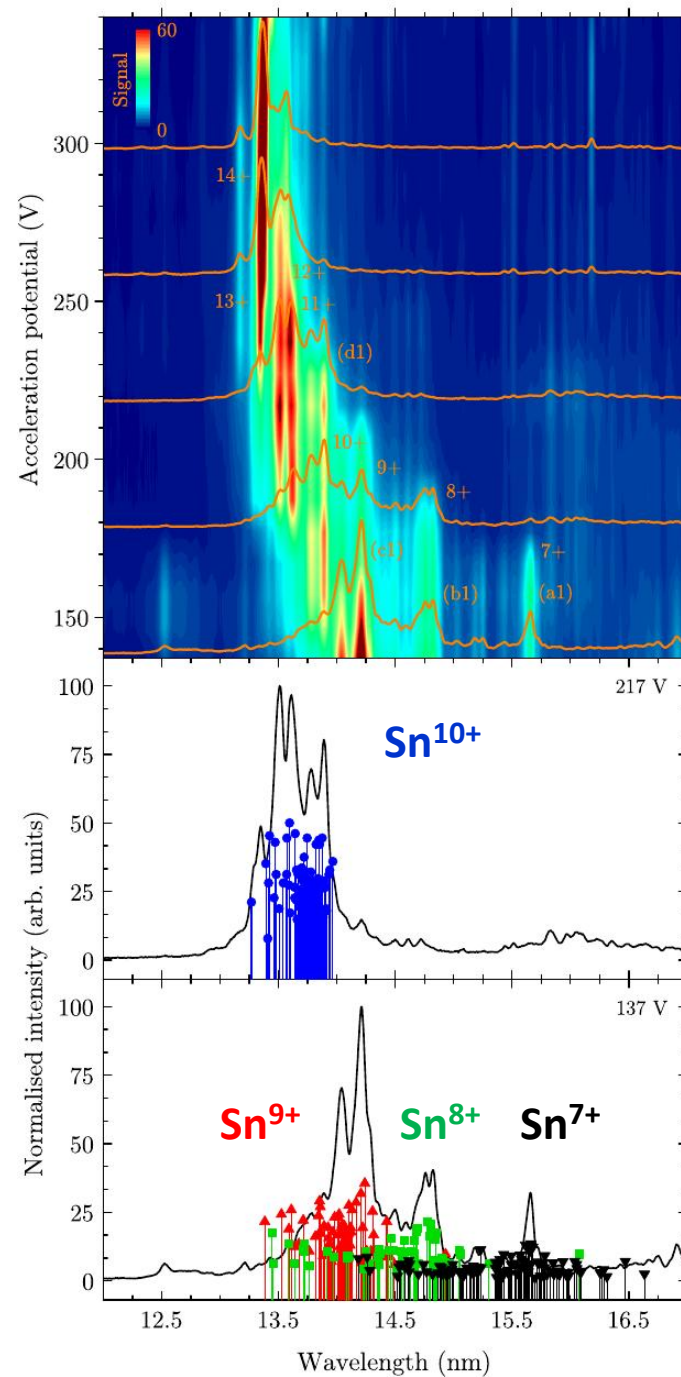 60
Signal
0
300
250
200
150
Acceleration potential (V)
14+
13+
12+
11+
(d1)
10+
9+
8+
(c1)
7+
(b1)
(a1)
100
75
50
25
0
217 V
Sn10+
100
75
50
25
0
137 V
Sn9+
Sn8+
Sn7+
Normalised intensity (arb. units)
12.5 13.5 14.5 15.5 16.5
Wavelength (nm)